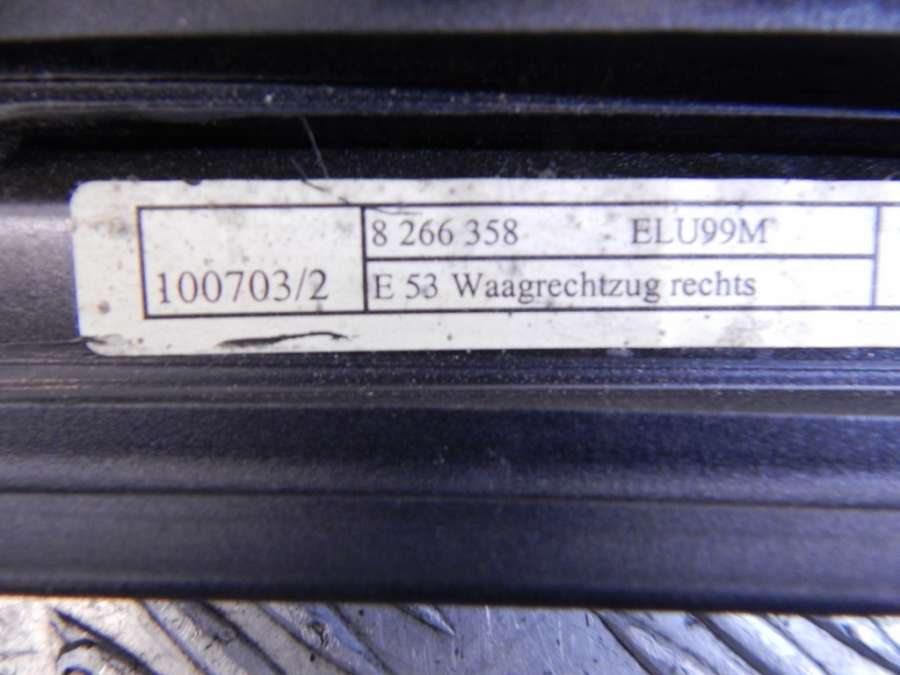 8 266 358 ELU99M
100703/2 E 53 Waagrechtzug rechts